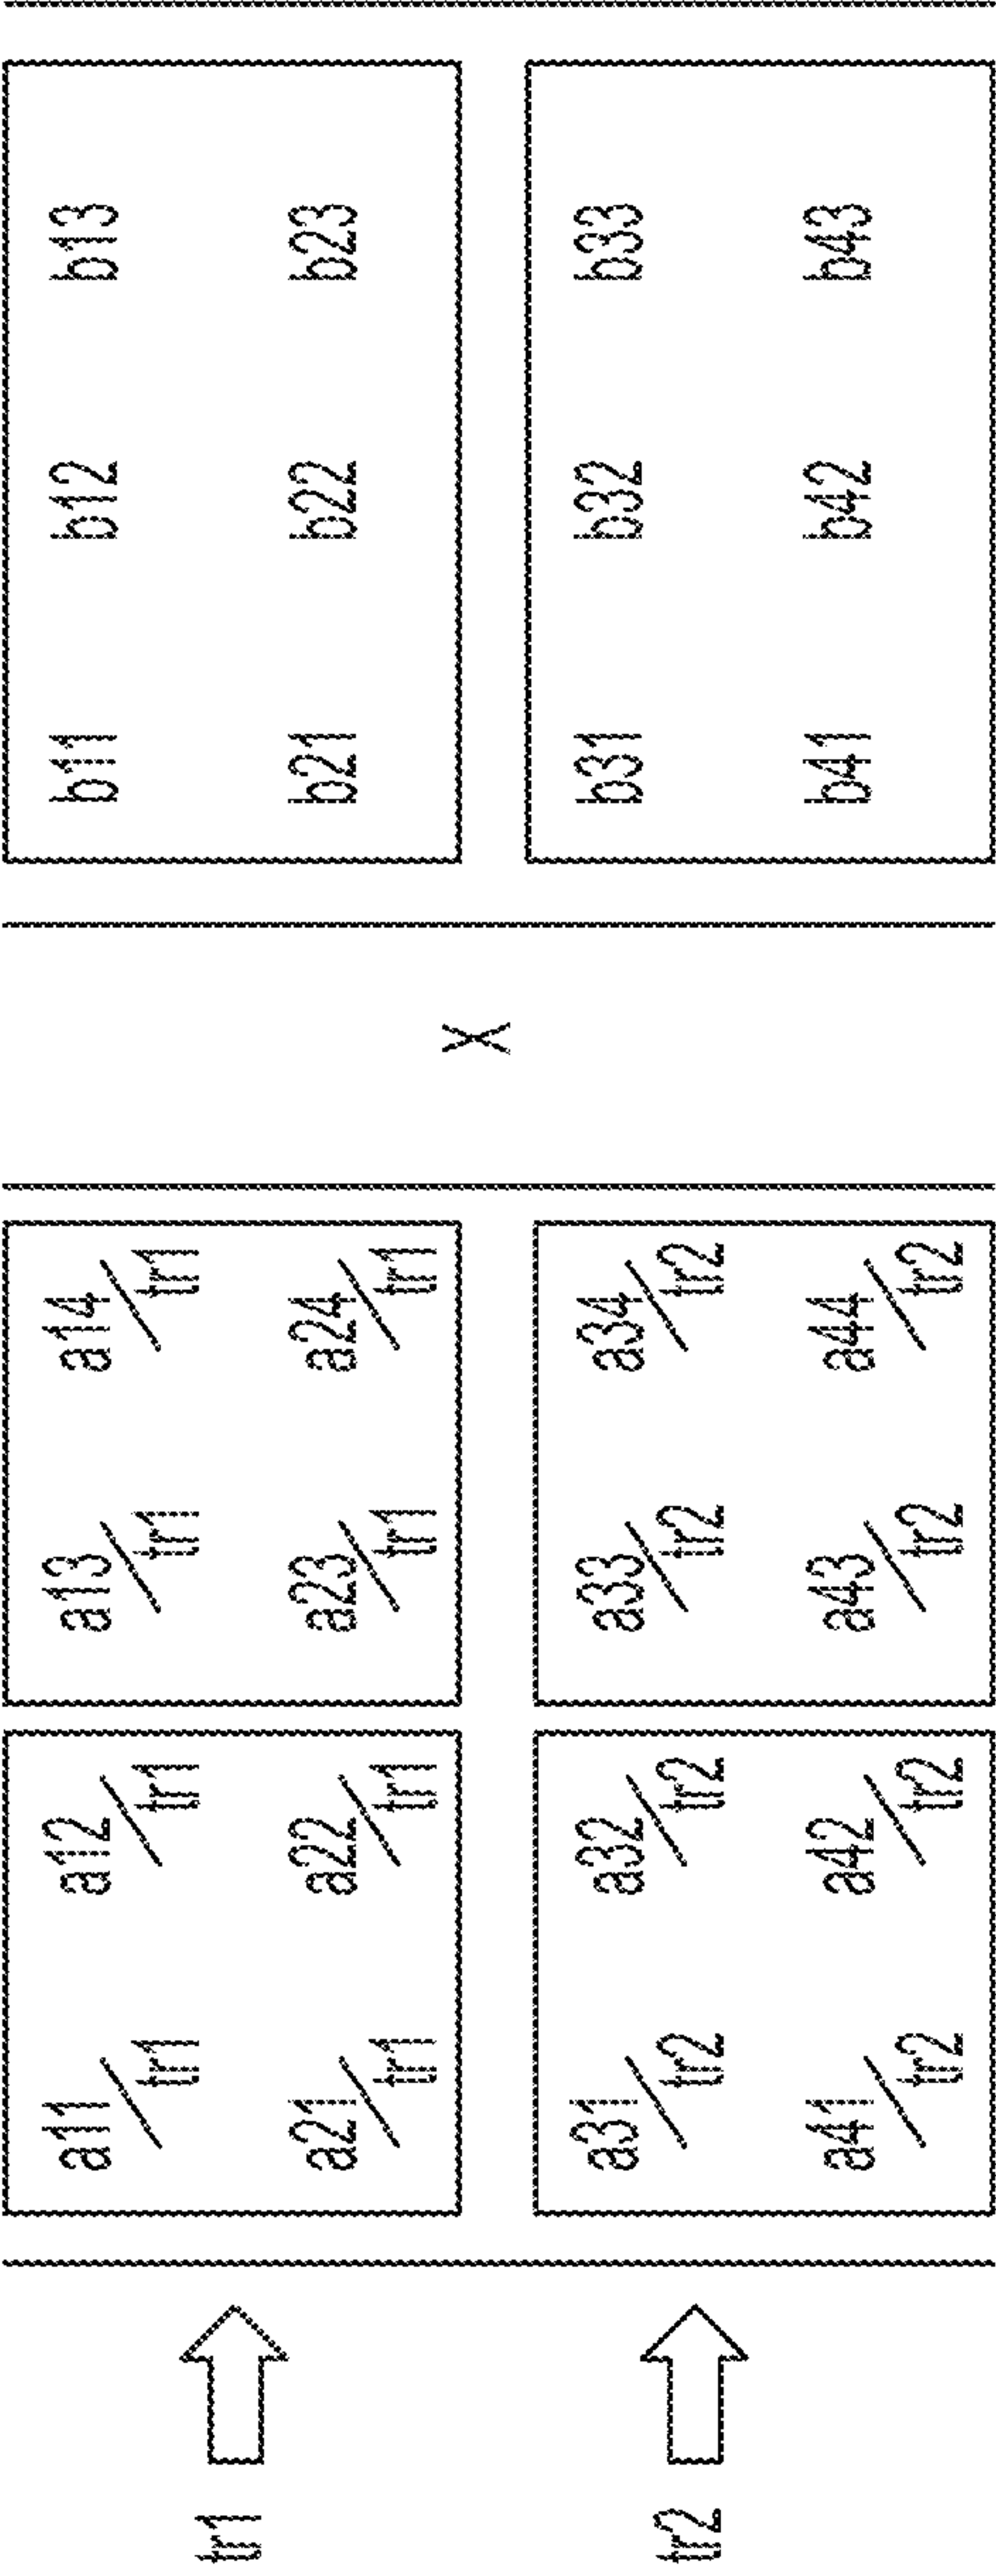 a11/tr1 a12/tr1 a13/tr1 a14/tr1 b11 b12 b13
tr1
a21/tr1 a22/tr1 a23/tr1 a24/tr1 b21 b22 b23
X
a31/tr2 a32/tr2 a33/tr2 a34/tr2 b31 b32 b33
tr2
a41/tr2 a42/tr2 a43/tr2 a44/tr2 b41 b42 b43